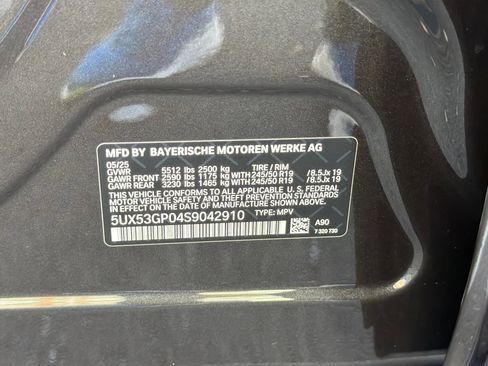 MFD BY BAYERISCHE MOTOREN WERKE AG
05/25
GVWR 5512 lbs 2500 kg TIRE / RIM
GAWR FRONT 2590 lbs 1175 kg WITH 245/50 R19 /8.5Jx 19
GAWR REAR 3230 lbs 1465 kg WITH 245/50 R19 /8.5Jx 19
THIS VEHICLE CONFORMS TO ALL APPLICABLE U.S. FEDERAL
MOTOR VEHICLE SAFETY STANDARDS IN EFFECT ON THE DATE OF
MANUFACTURE SHOWN ABOVE.
5UX53GP04S9042910 TYPE: MPV
A90
7 320 730